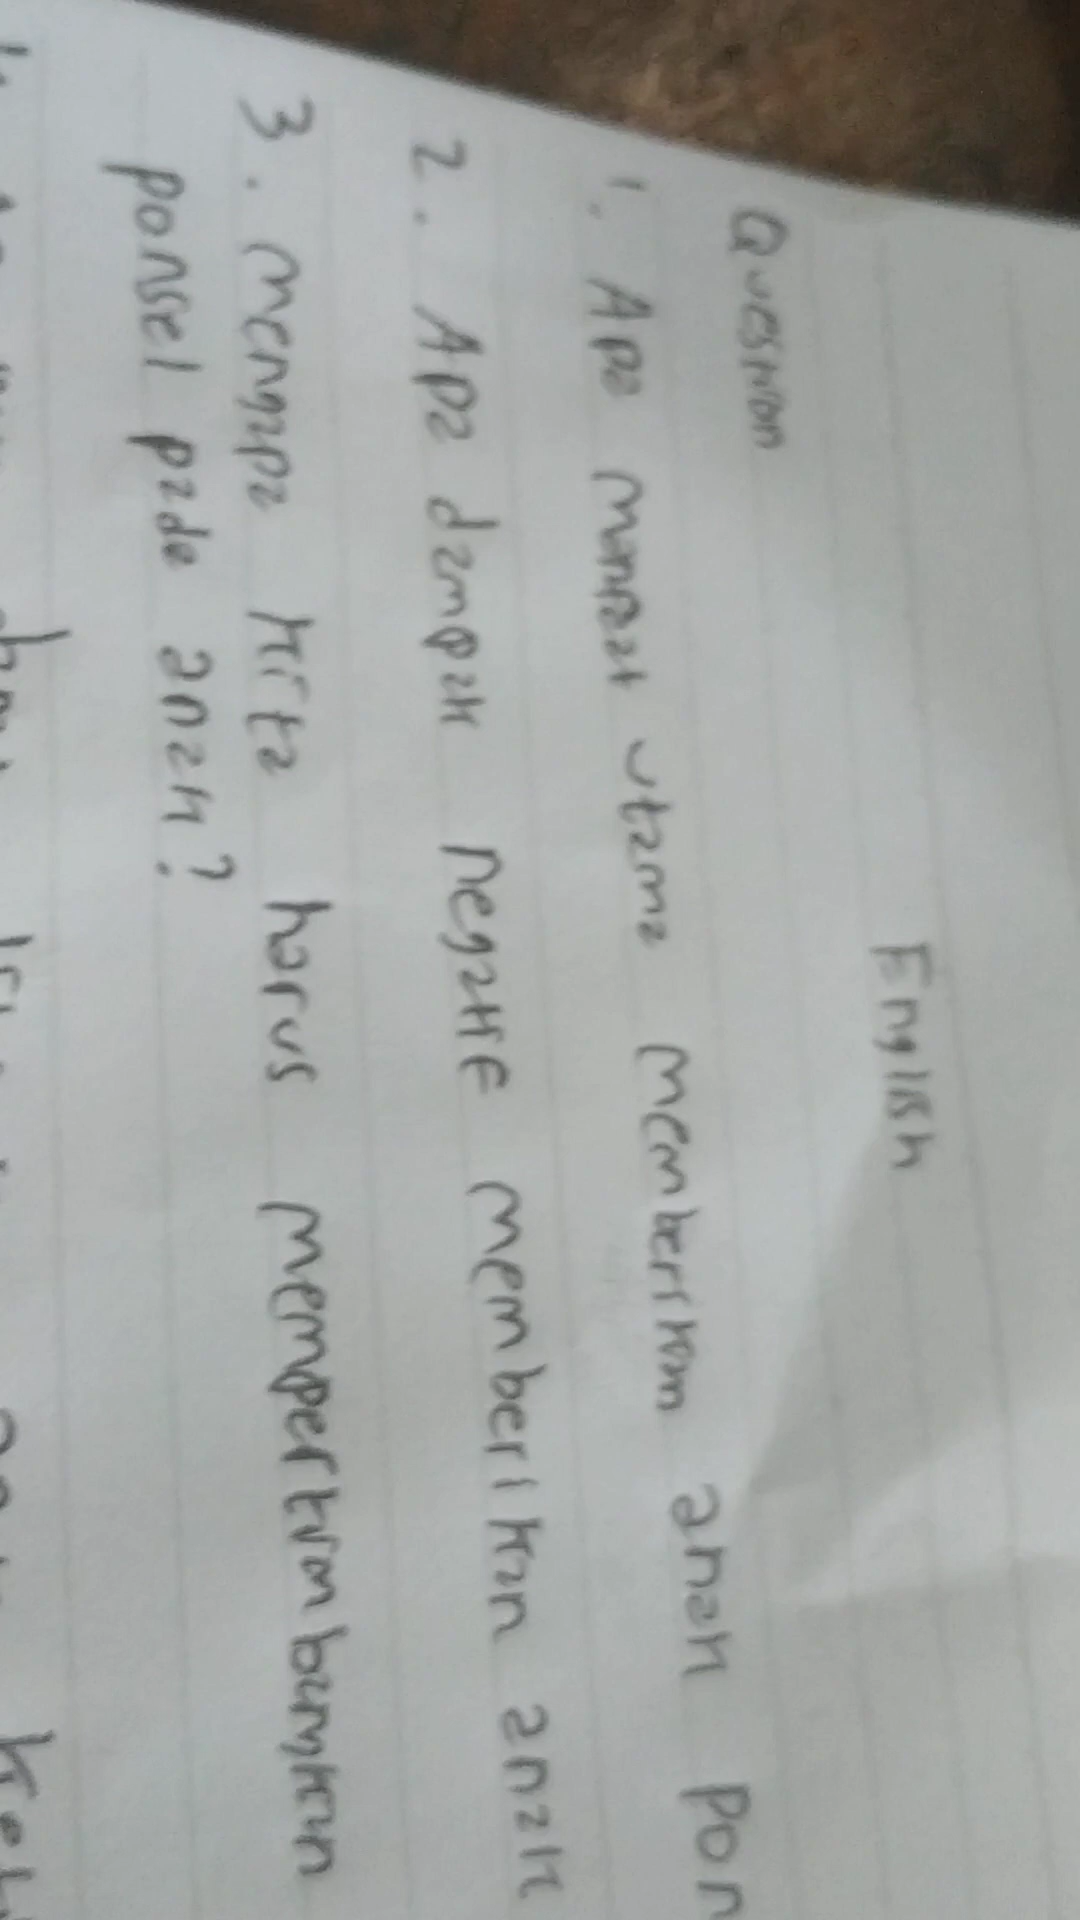 English
Question
1. Apa manfaat utama memberikam anak Pon
2. Apa dampak negatif memberikan anak
3. mengapa kita harus mempertimbangkan
ponsel pada anak?